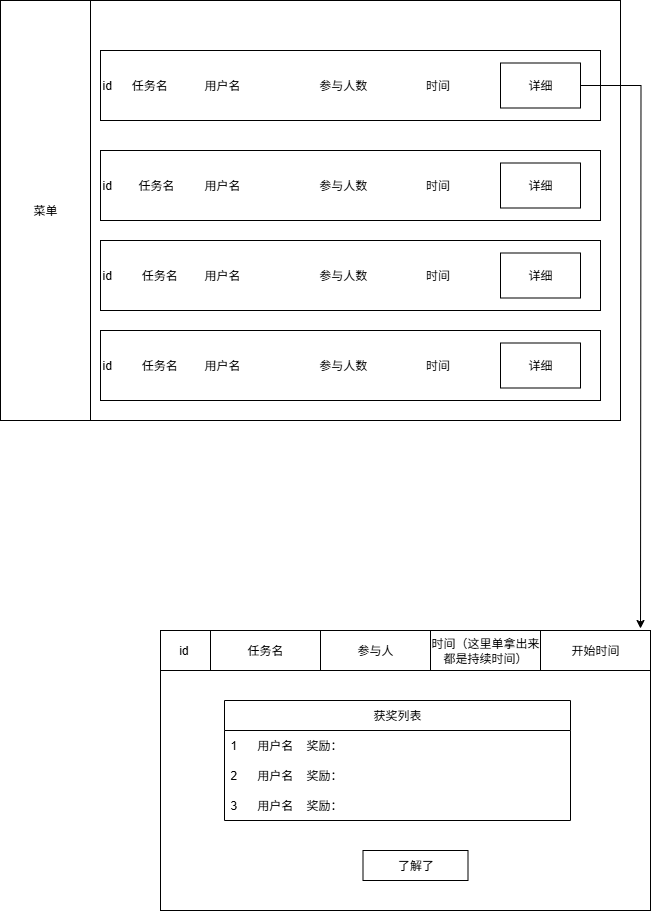 菜单
id 任务名 用户名 参与人数 时间 详细
id 任务名 用户名 参与人数 时间 详细
id 任务名 用户名 参与人数 时间 详细
id 任务名 用户名 参与人数 时间 详细
id
任务名
参与人
时间（这里单拿出来
都是持续时间）
开始时间
获奖列表
1 用户名 奖励：
2 用户名 奖励：
3 用户名 奖励：
了解了